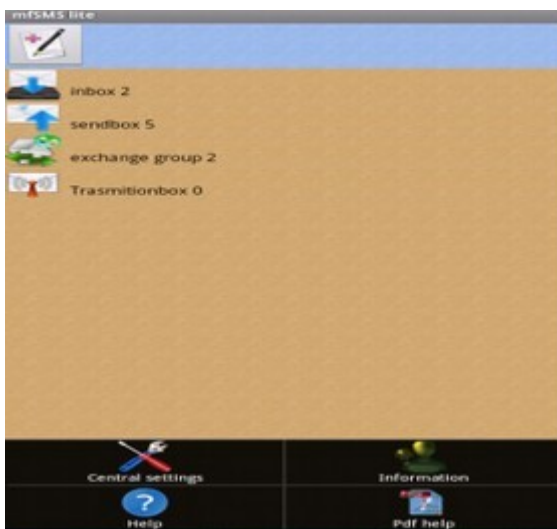 mfSMS lite
inbox 2
sendbox 5
exchange group 2
Trasmitionbox 0
Central settings
Information
Help
Pdf help